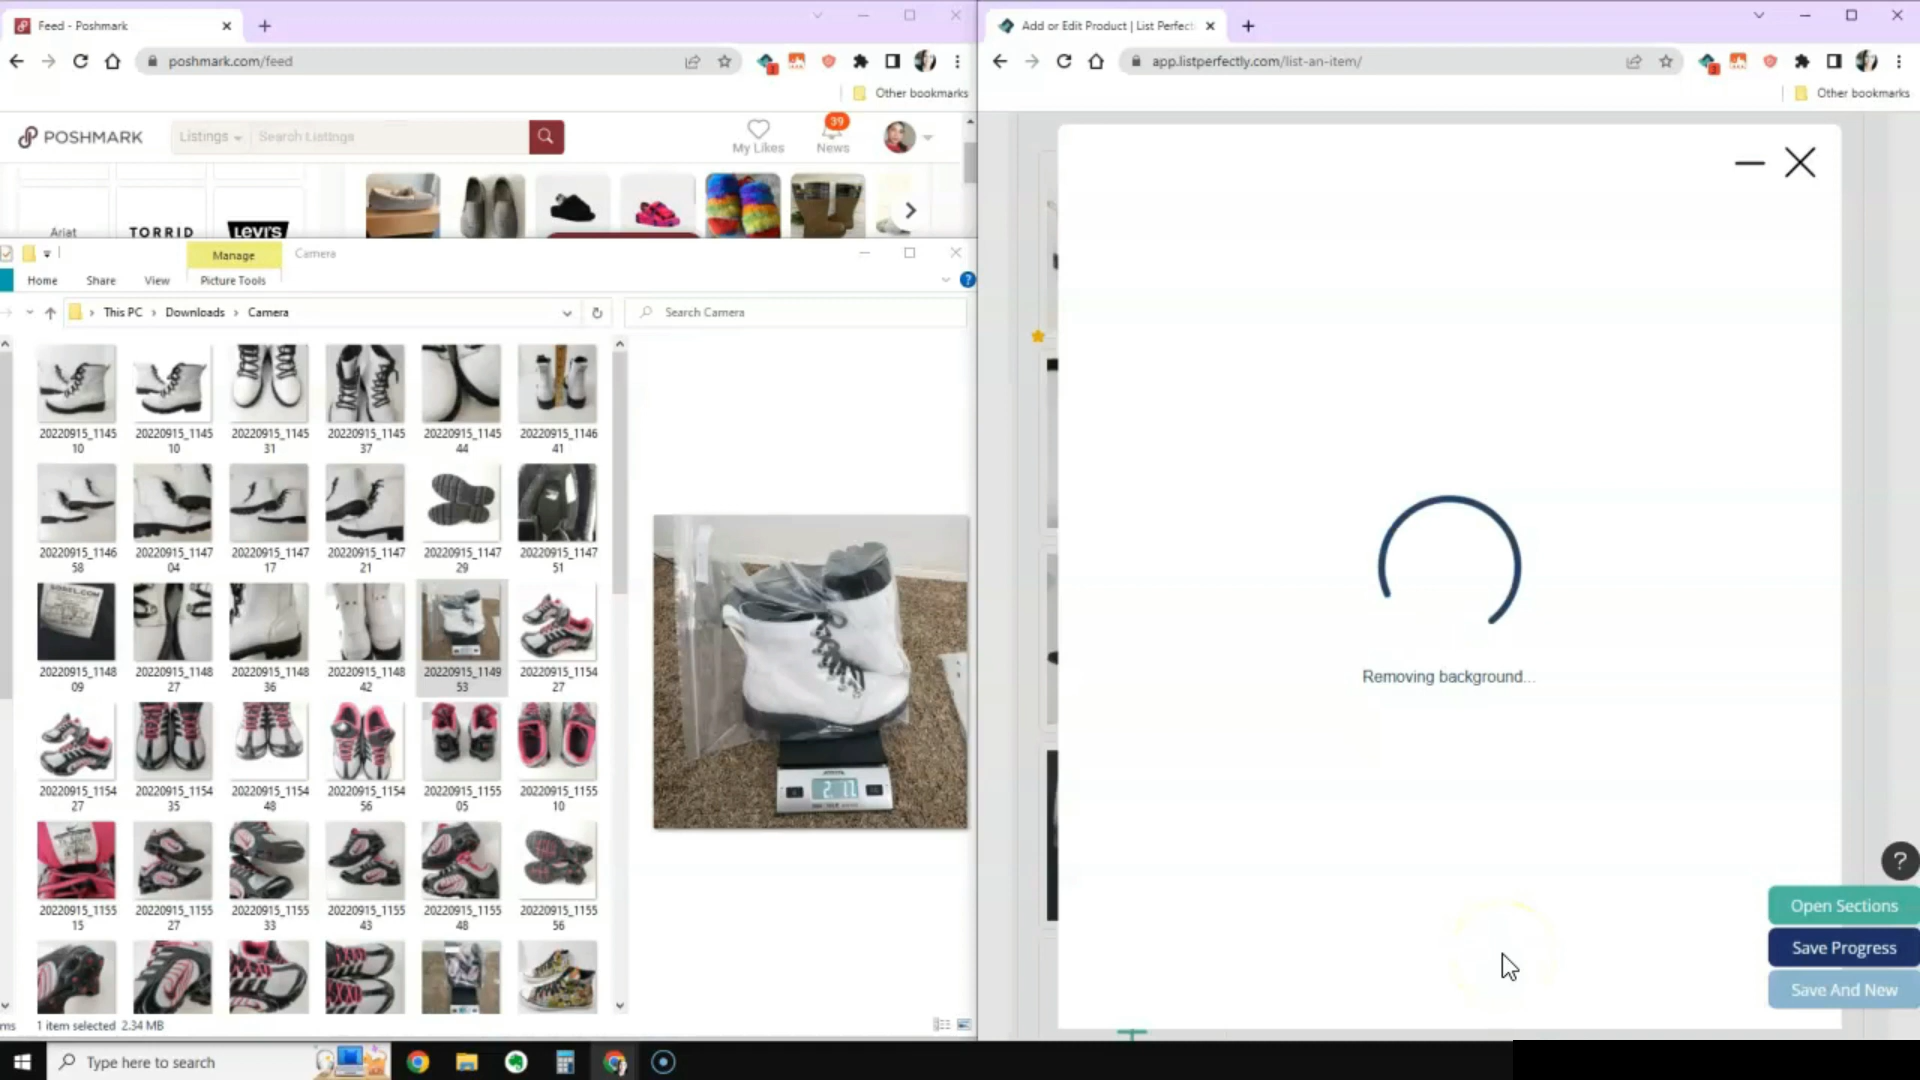 Feed - Poshmark
poshmark.com/feed
Other bookmarks
POSHMARK
Listings
Search Listings
My Likes
39
News
Ariat
TORRID
LEVI'S
Manage
Camera
Home
Share
View
Picture Tools
This PC
Downloads
Camera
Search Camera
20220915_1145
10
20220915_1145
10
20220915_1145
31
20220915_1145
37
20220915_1145
44
20220915_1146
41
20220915_1146
58
20220915_1147
04
20220915_1147
17
20220915_1147
21
20220915_1147
29
20220915_1147
51
20220915_1148
09
20220915_1148
27
20220915_1148
36
20220915_1148
42
20220915_1149
53
20220915_1154
27
20220915_1154
27
20220915_1154
35
20220915_1154
48
20220915_1154
56
20220915_1155
05
20220915_1155
10
20220915_1155
15
20220915_1155
27
20220915_1155
33
20220915_1155
43
20220915_1155
48
20220915_1155
56
ms
1 item selected 2.34 MB
Type here to search
Add or Edit Product | List Perfect
app.listperfectly.com/list-an-item/
Other bookmarks
Removing background...
?
Open Sections
Save Progress
Save And New